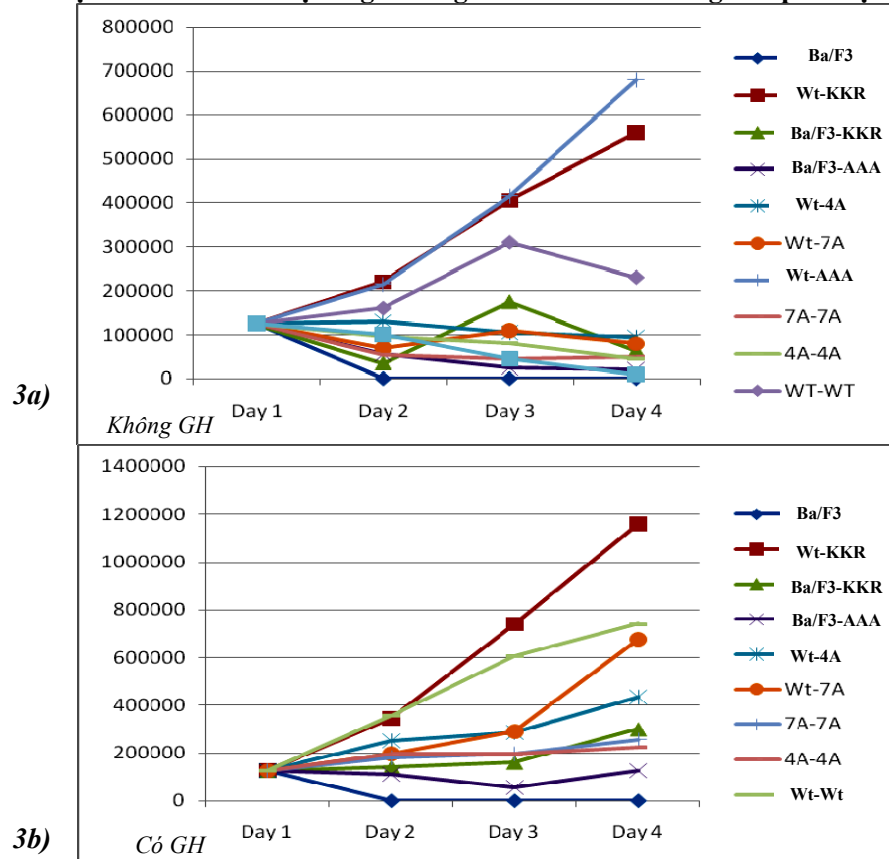 800000
700000
600000
500000
400000
300000
200000
100000
0
Day 1 Day 2 Day 3 Day 4
Không GH
3a)
Ba/F3
Wt-KKR
Ba/F3-KKR
Ba/F3-AAA
Wt-4A
Wt-7A
Wt-AAA
7A-7A
4A-4A
WT-WT
1400000
1200000
1000000
800000
600000
400000
200000
0
Day 1 Day 2 Day 3 Day 4
Có GH
3b)
Ba/F3
Wt-KKR
Ba/F3-KKR
Ba/F3-AAA
Wt-4A
Wt-7A
7A-7A
4A-4A
Wt-Wt